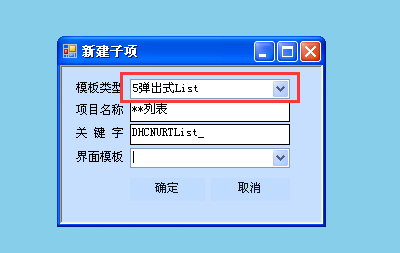 新建子项
模板类型 5弹出式List
项目名称 **列表
关 键 字 DHCNURTList_
界面模板
确定 取消